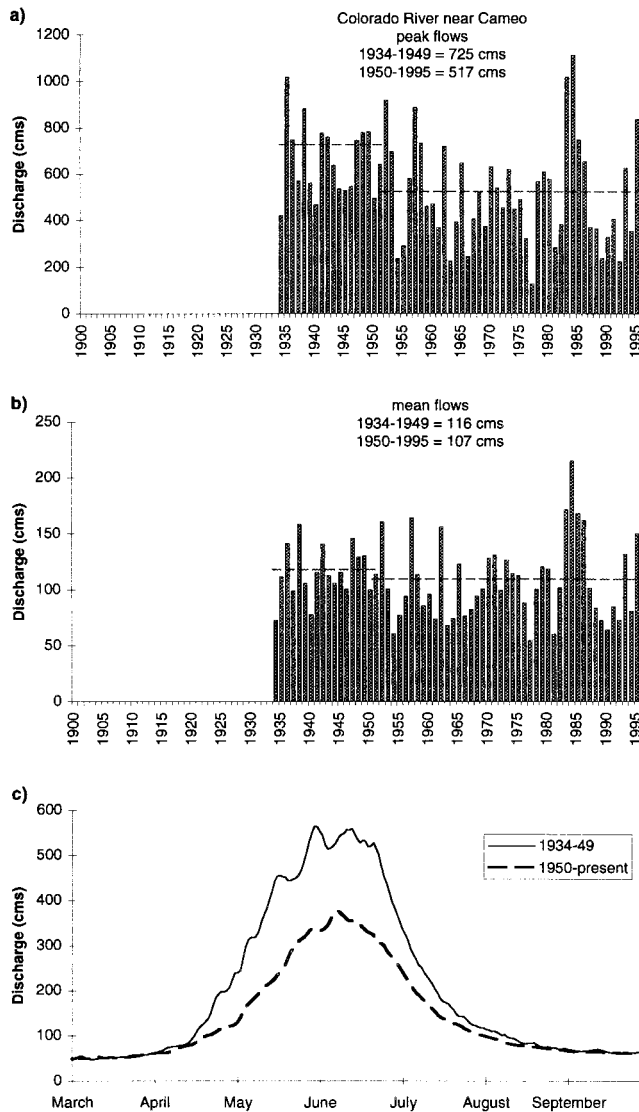 a)
Colorado River near Cameo
peak flows
1934-1949 = 725 cms
1950-1995 = 517 cms
1200
1000
800
600
400
200
0
Discharge (cms)
1900
1905
1910
1915
1920
1925
1930
1935
1940
1945
1950
1955
1960
1965
1970
1975
1980
1985
1990
1995
b)
mean flows
1934-1949 = 116 cms
1950-1995 = 107 cms
250
200
150
100
50
0
Discharge (cms)
1900
1905
1910
1915
1920
1925
1930
1935
1940
1945
1950
1955
1960
1965
1970
1975
1980
1985
1990
1995
c)
600
500
400
300
200
100
0
Discharge (cms)
1934-49
1950-present
March
April
May
June
July
August
September